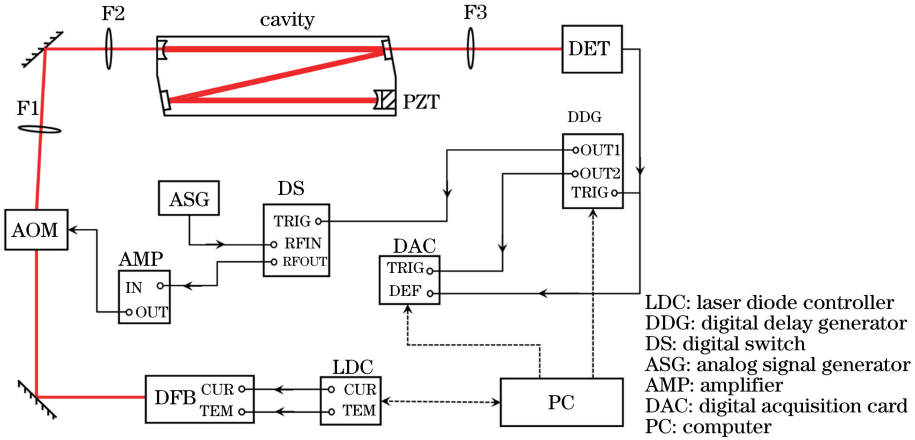 cavity
F2
F3
DET
PZT
F1
DDG
OUT1
OUT2
TRIG
ASG
DS
TRIG
RFIN
RFOUT
AOM
AMP
IN
OUT
DAC
TRIG
DEF
LDC: laser diode controller
DDG: digital delay generator
DS: digital switch
ASG: analog signal generator
AMP: amplifier
DAC: digital acquisition card
PC: computer
LDC
DFB
CUR
TEM
CUR
TEM
PC